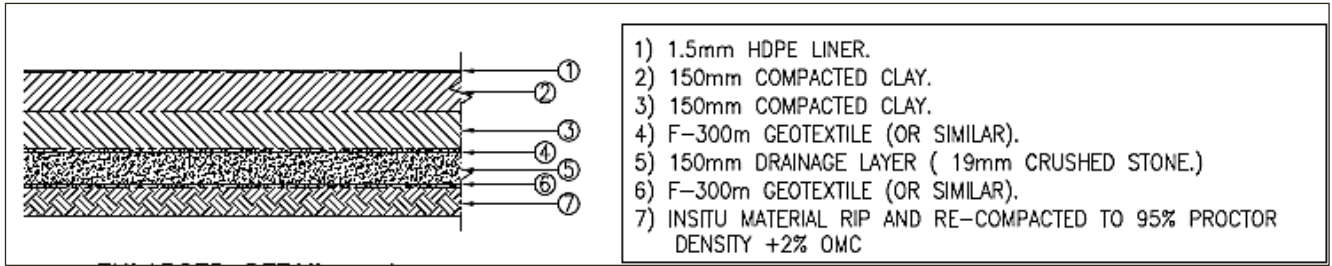 1) 1.5mm HDPE LINER.
2) 150mm COMPACTED CLAY.
3) 150mm COMPACTED CLAY.
4) F-300m GEOTEXTILE (OR SIMILAR).
5) 150mm DRAINAGE LAYER ( 19mm CRUSHED STONE.)
6) F-300m GEOTEXTILE (OR SIMILAR).
7) INSITU MATERIAL RIP AND RE-COMPACTED TO 95% PROCTOR
DENSITY +2% OMC
1
2
3
4
5
6
7